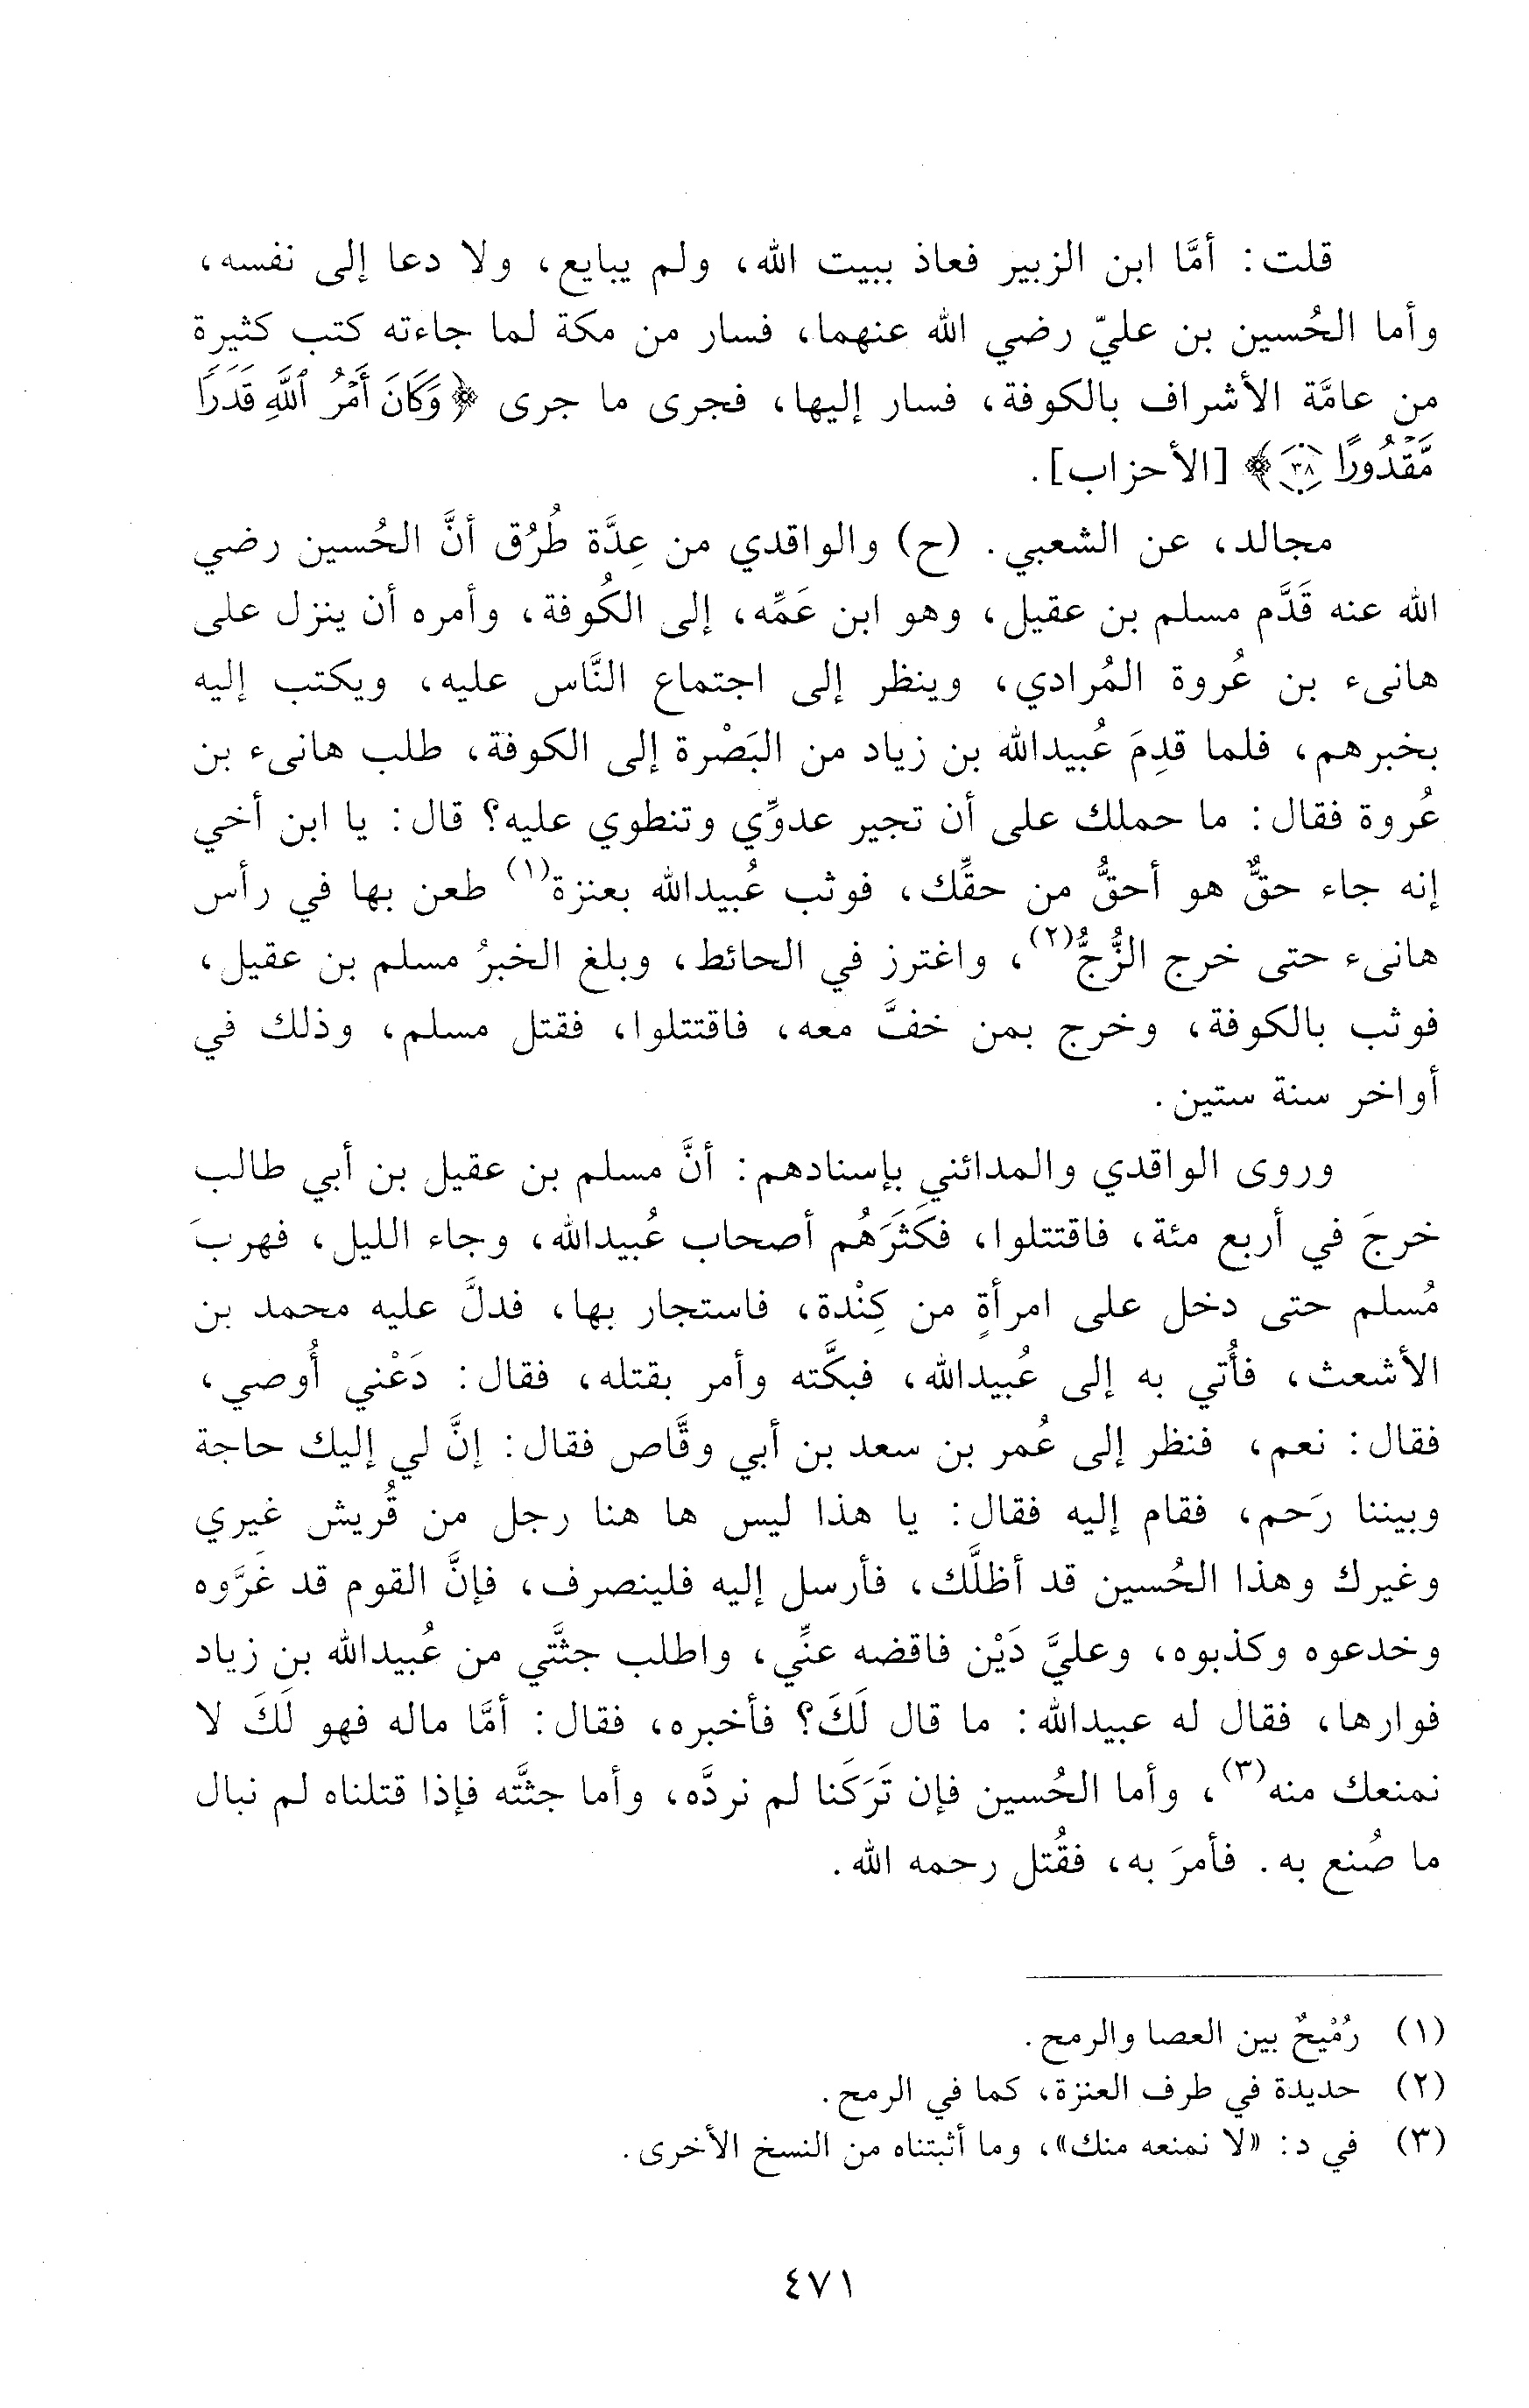 قلت: أمَّا ابن الزبير فعاذ ببيت الله، ولم يبايع، ولا دعا إلى نفسه،
وأما الحُسين بن عليّ رضي الله عنهما، فسار من مكة لما جاءته كتب كثيرة
من عامَّة الأشراف بالكوفة، فسار إليها، فجرى ما جرى ﴿وَكَانَ أَمْرُ ٱللَّهِ قَدَرًا
مَّقْدُورًا ٣٨﴾ [الأحزاب].
مجالد، عن الشعبي. (ح) والواقدي من عِدَّة طُرُق أنَّ الحُسين رضي
الله عنه قَدَّم مسلم بن عقيل، وهو ابن عَمِّه، إلى الكُوفة، وأمره أن ينزل على
هانىء بن عُروة المُرادي، وينظر إلى اجتماع النَّاس عليه، ويكتب إليه
بخبرهم، فلما قدِمَ عُبيدالله بن زياد من البَصْرة إلى الكوفة، طلب هانىء بن
عُروة فقال: ما حملك على أن تجير عدوِّي وتنطوي عليه؟ قال: يا ابن أخي
إنه جاء حقٌّ هو أحقُّ من حقِّك، فوثب عُبيدالله بعنزة(١) طعن بها في رأس
هانىء حتى خرج الزُّجُّ(٢)، واغترز في الحائط، وبلغ الخبرُ مسلم بن عقيل،
فوثب بالكوفة، وخرج بمن خفَّ معه، فاقتتلوا، فقتل مسلم، وذلك في
أواخر سنة ستين.
وروى الواقدي والمدائني بإسنادهم: أنَّ مسلم بن عقيل بن أبي طالب
خرجَ في أربع مئة، فاقتتلوا، فكَثَرَهُم أصحاب عُبيدالله، وجاء الليل، فهربَ
مُسلم حتى دخل على امرأةٍ من كِنْدة، فاستجار بها، فدلَّ عليه محمد بن
الأشعث، فأُتي به إلى عُبيدالله، فبكَّته وأمر بقتله، فقال: دَعْني أُوصي،
فقال: نعم، فنظر إلى عُمر بن سعد بن أبي وقَّاص فقال: إنَّ لي إليك حاجة
وبيننا رَحم، فقام إليه فقال: يا هذا ليس ها هنا رجل من قُريش غيري
وغيرك وهذا الحُسين قد أظلَّك، فأرسل إليه فلينصرف، فإنَّ القوم قد غَرَّوه
وخدعوه وكذبوه، وعليَّ دَيْن فاقضه عنِّي، واطلب جثَّتي من عُبيدالله بن زياد
فوارها، فقال له عبيدالله: ما قال لَكَ؟ فأخبره، فقال: أمَّا ماله فهو لَكَ لا
نمنعك منه(٣)، وأما الحُسين فإن تَرَكَنا لم نردَّه، وأما جثَّته فإذا قتلناه لم نبال
ما صُنع به. فأمرَ به، فقُتل رحمه الله.
(١) رُمْيحٌ بين العصا والرمح.
(٢) حديدة في طرف العنزة، كما في الرمح.
(٣) في د: «لا نمنعه منك»، وما أثبتناه من النسخ الأخرى.
٤٧١